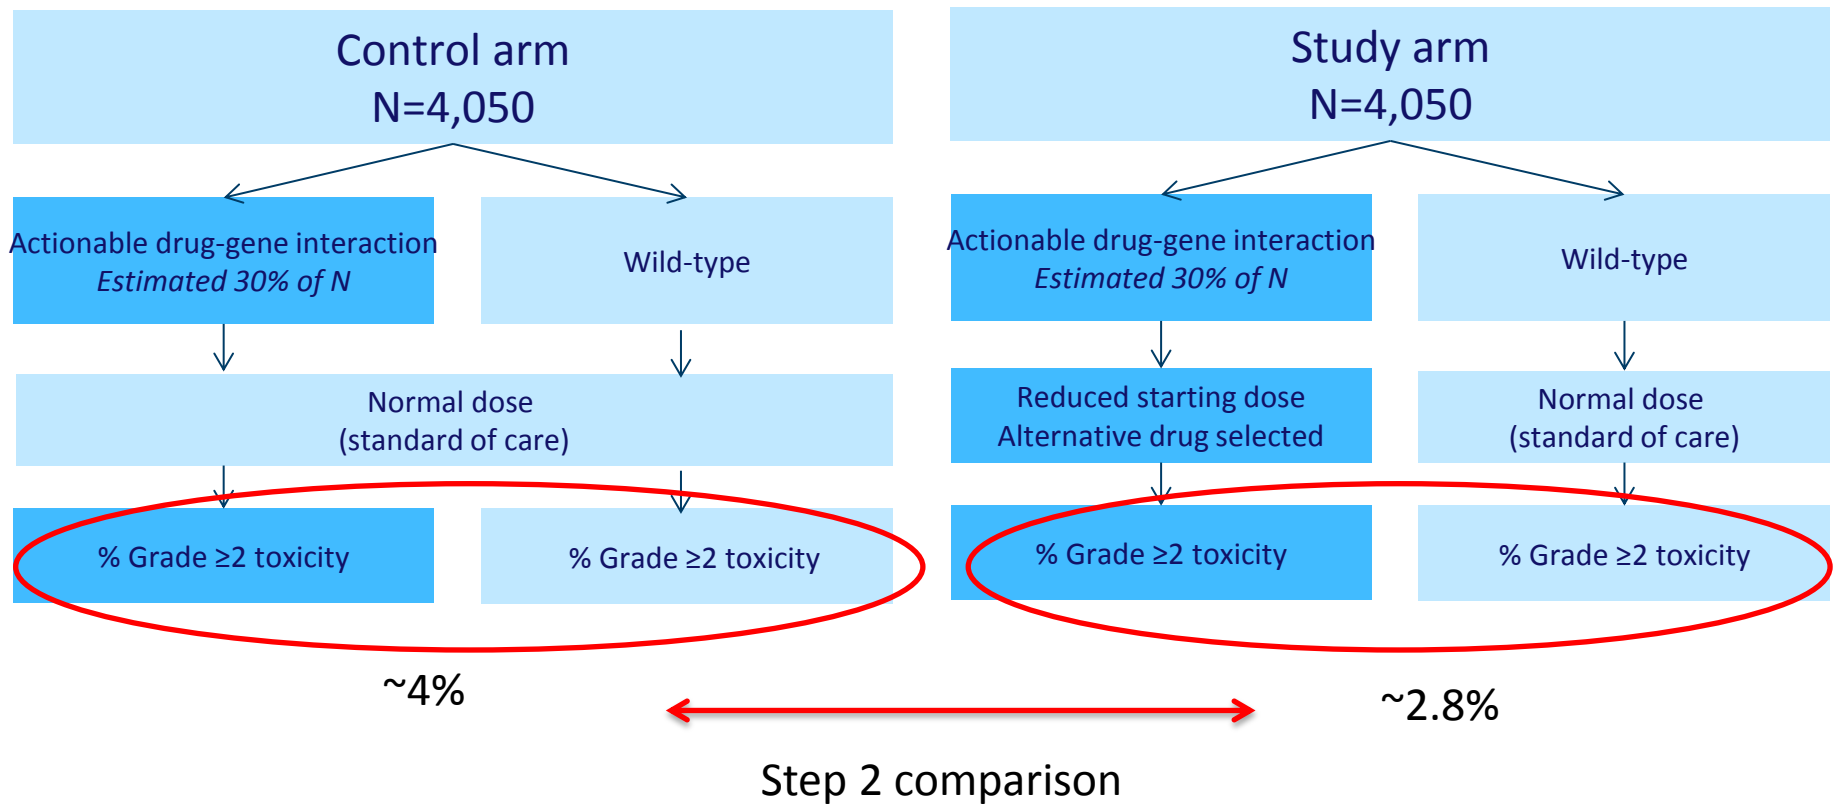 Control arm
N=4,050
Actionable drug-gene interaction
Estimated 30% of N
Wild-type
Normal dose
(standard of care)
% Grade ≥2 toxicity
% Grade ≥2 toxicity
~4%
Study arm
N=4,050
Actionable drug-gene interaction
Estimated 30% of N
Wild-type
Reduced starting dose
Alternative drug selected
Normal dose
(standard of care)
% Grade ≥2 toxicity
% Grade ≥2 toxicity
~2.8%
Step 2 comparison